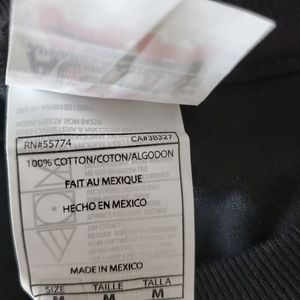 RN#55774 CA#38327
100% COTTON/COTON/ALGODON
FAIT AU MEXIQUE
HECHO EN MEXICO
MADE IN MEXICO
SIZE TAILLE TALLA
M M M